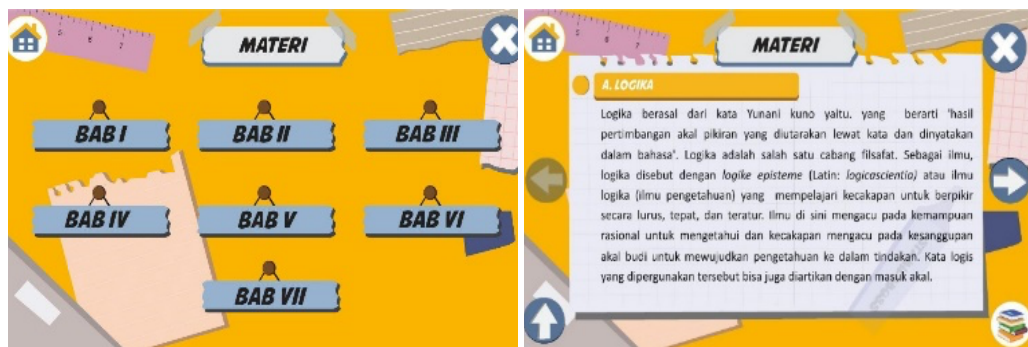 MATERI
BAB I
BAB II
BAB III
BAB IV
BAB V
BAB VI
BAB VII
MATERI
A. LOGIKA
Logika berasal dari kata Yunani kuno yaitu. yang berarti 'hasil
pertimbangan akal pikiran yang diutarakan lewat kata dan dinyatakan
dalam bahasa'. Logika adalah salah satu cabang filsafat. Sebagai ilmu,
logika disebut dengan logike episteme (Latin: logicascientia) atau ilmu
logika (ilmu pengetahuan) yang mempelajari kecakapan untuk berpikir
secara lurus, tepat, dan teratur. Ilmu di sini mengacu pada kemampuan
rasional untuk mengetahui dan kecakapan mengacu pada kesanggupan
akal budi untuk mewujudkan pengetahuan ke dalam tindakan. Kata logis
yang dipergunakan tersebut bisa juga diartikan dengan masuk akal.